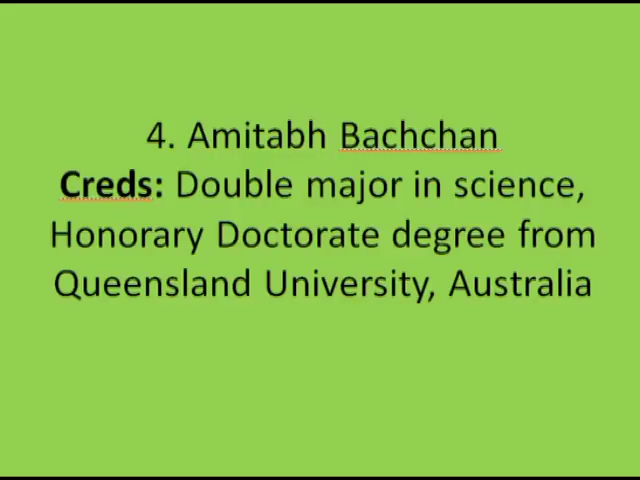 4. Amitabh Bachchan
Creds: Double major in science,
Honorary Doctorate degree from
Queensland University, Australia